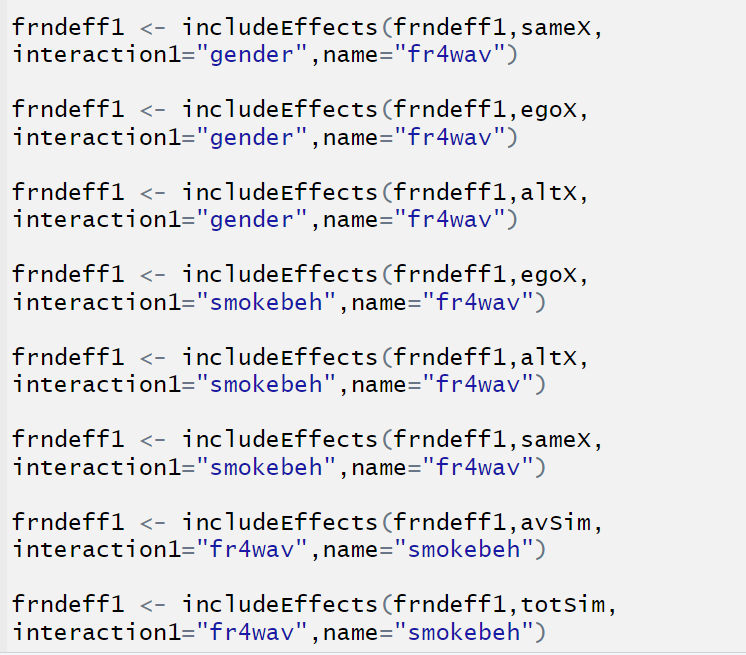 frndeff1 <- includeEffects(frndeff1,sameX,
interaction1="gender",name="fr4wav")
frndeff1 <- includeEffects(frndeff1,egoX,
interaction1="gender",name="fr4wav")
frndeff1 <- includeEffects(frndeff1,altX,
interaction1="gender",name="fr4wav")
frndeff1 <- includeEffects(frndeff1,egoX,
interaction1="smokebeh",name="fr4wav")
frndeff1 <- includeEffects(frndeff1,altX,
interaction1="smokebeh",name="fr4wav")
frndeff1 <- includeEffects(frndeff1,sameX,
interaction1="smokebeh",name="fr4wav")
frndeff1 <- includeEffects(frndeff1,avSim,
interaction1="fr4wav",name="smokebeh")
frndeff1 <- includeEffects(frndeff1,totSim,
interaction1="fr4wav",name="smokebeh")